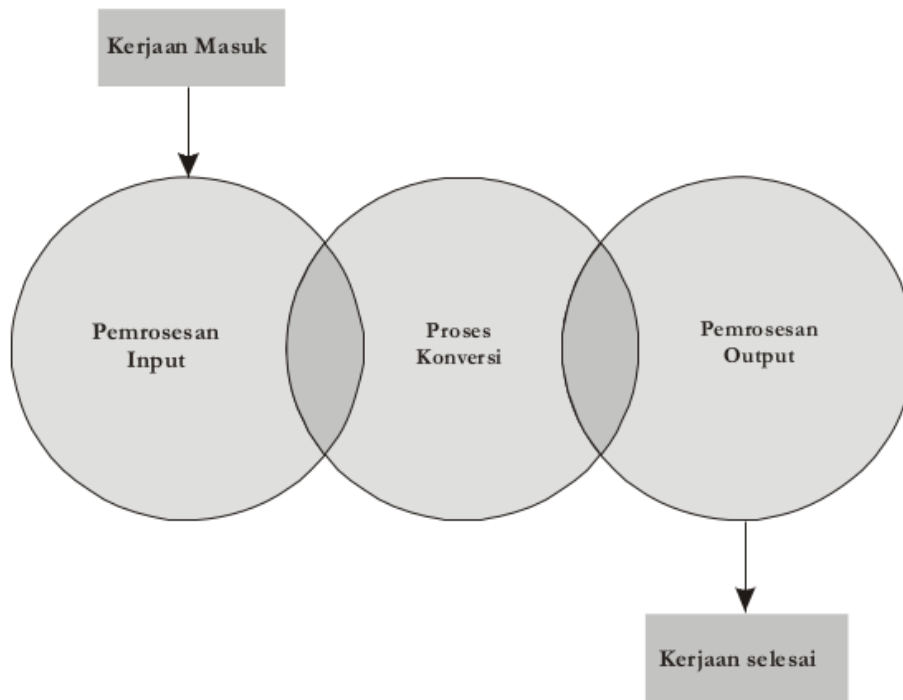 Kerjaan Masuk
Pemrosesan
Input
Proses
Konversi
Pemrosesan
Output
Kerjaan selesai